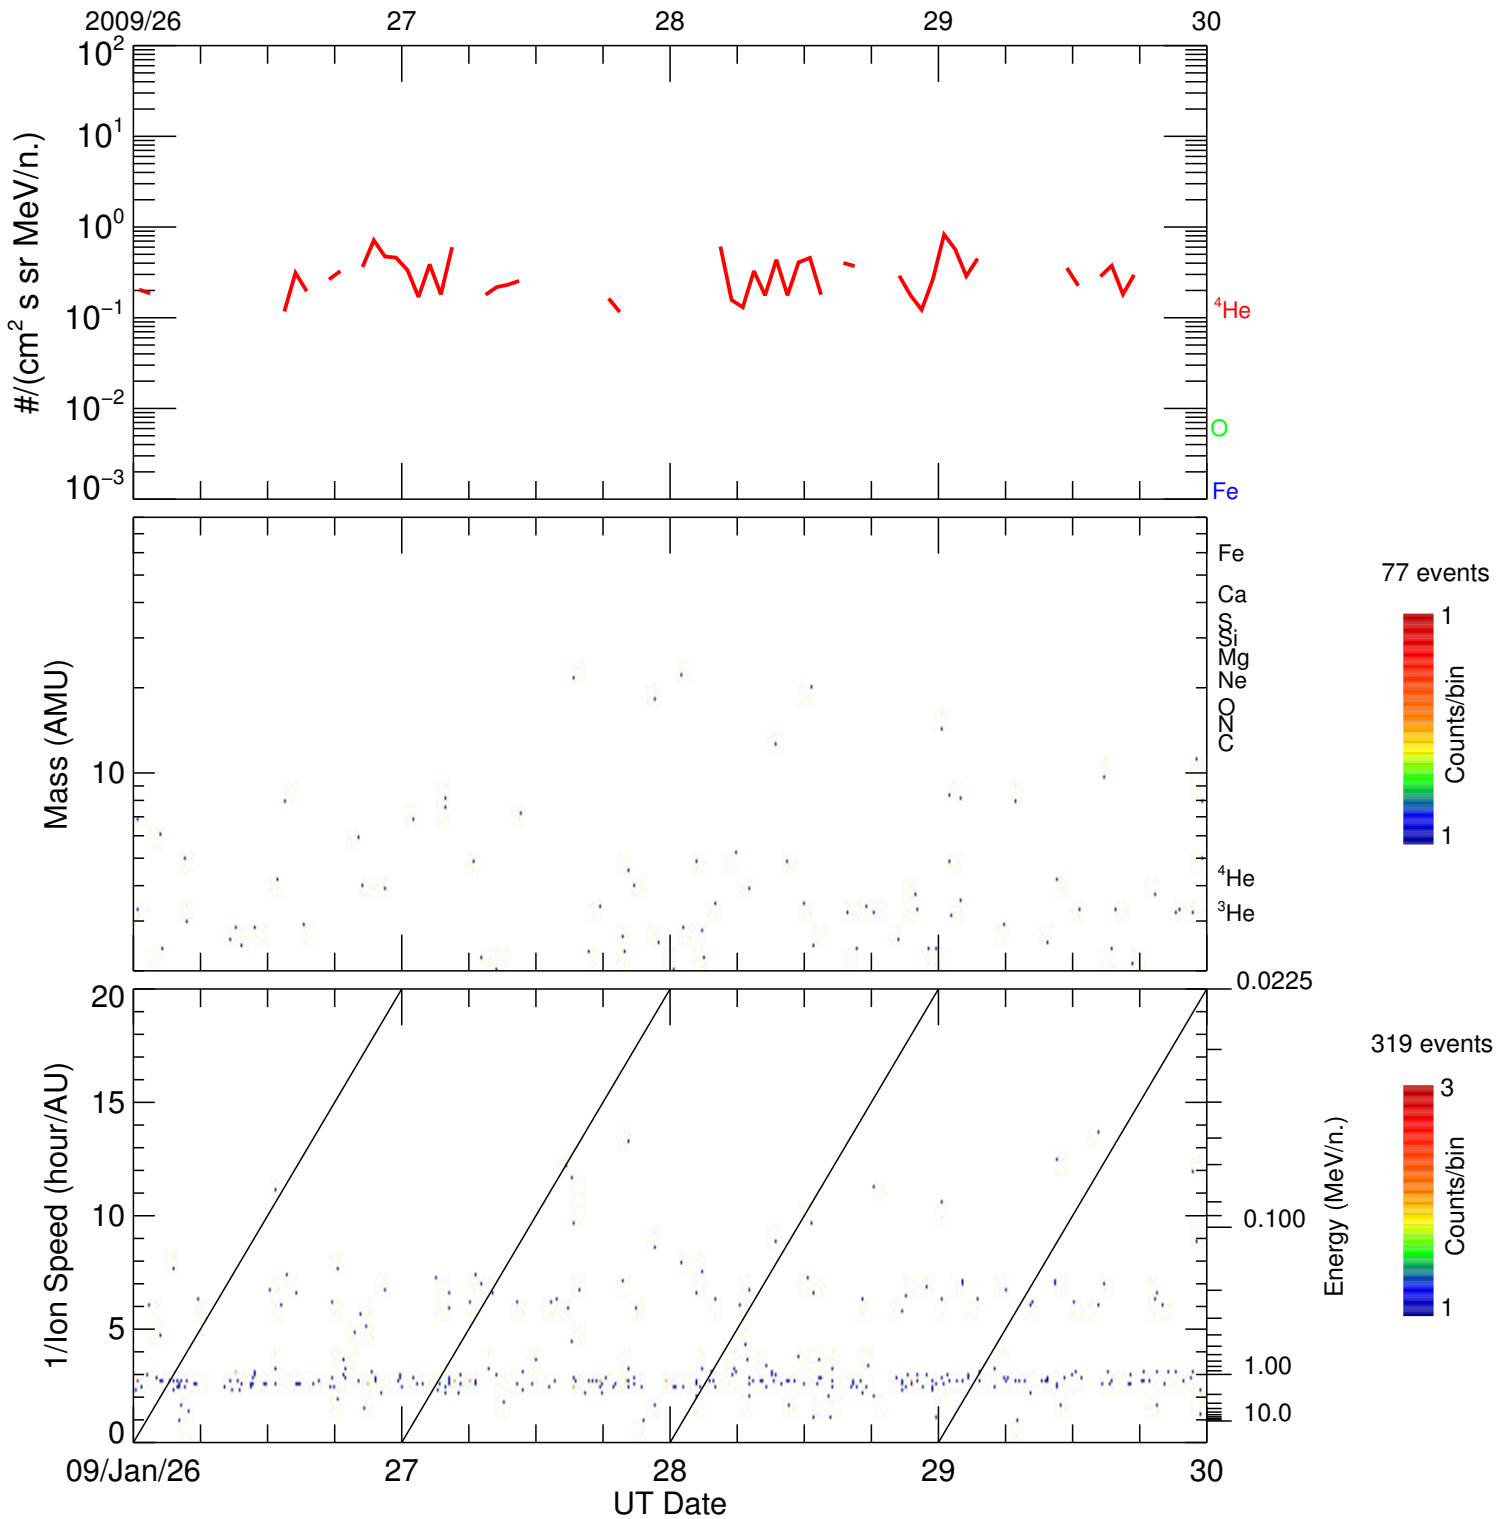 2009/26 27 28 29 30
10^2
10^1
10^0
10^-1
10^-2
10^-3
#/(cm^2 s sr MeV/n.)
^4He
O
Fe
Mass (AMU)
10
Fe
Ca
S
Si
Mg
Ne
O
N
C
^4He
^3He
77 events
1
Counts/bin
1
1/Ion Speed (hour/AU)
20
15
10
5
0
0.0225
0.100
1.00
10.0
Energy (MeV/n.)
319 events
3
Counts/bin
1
09/Jan/26 27 28 29 30
UT Date